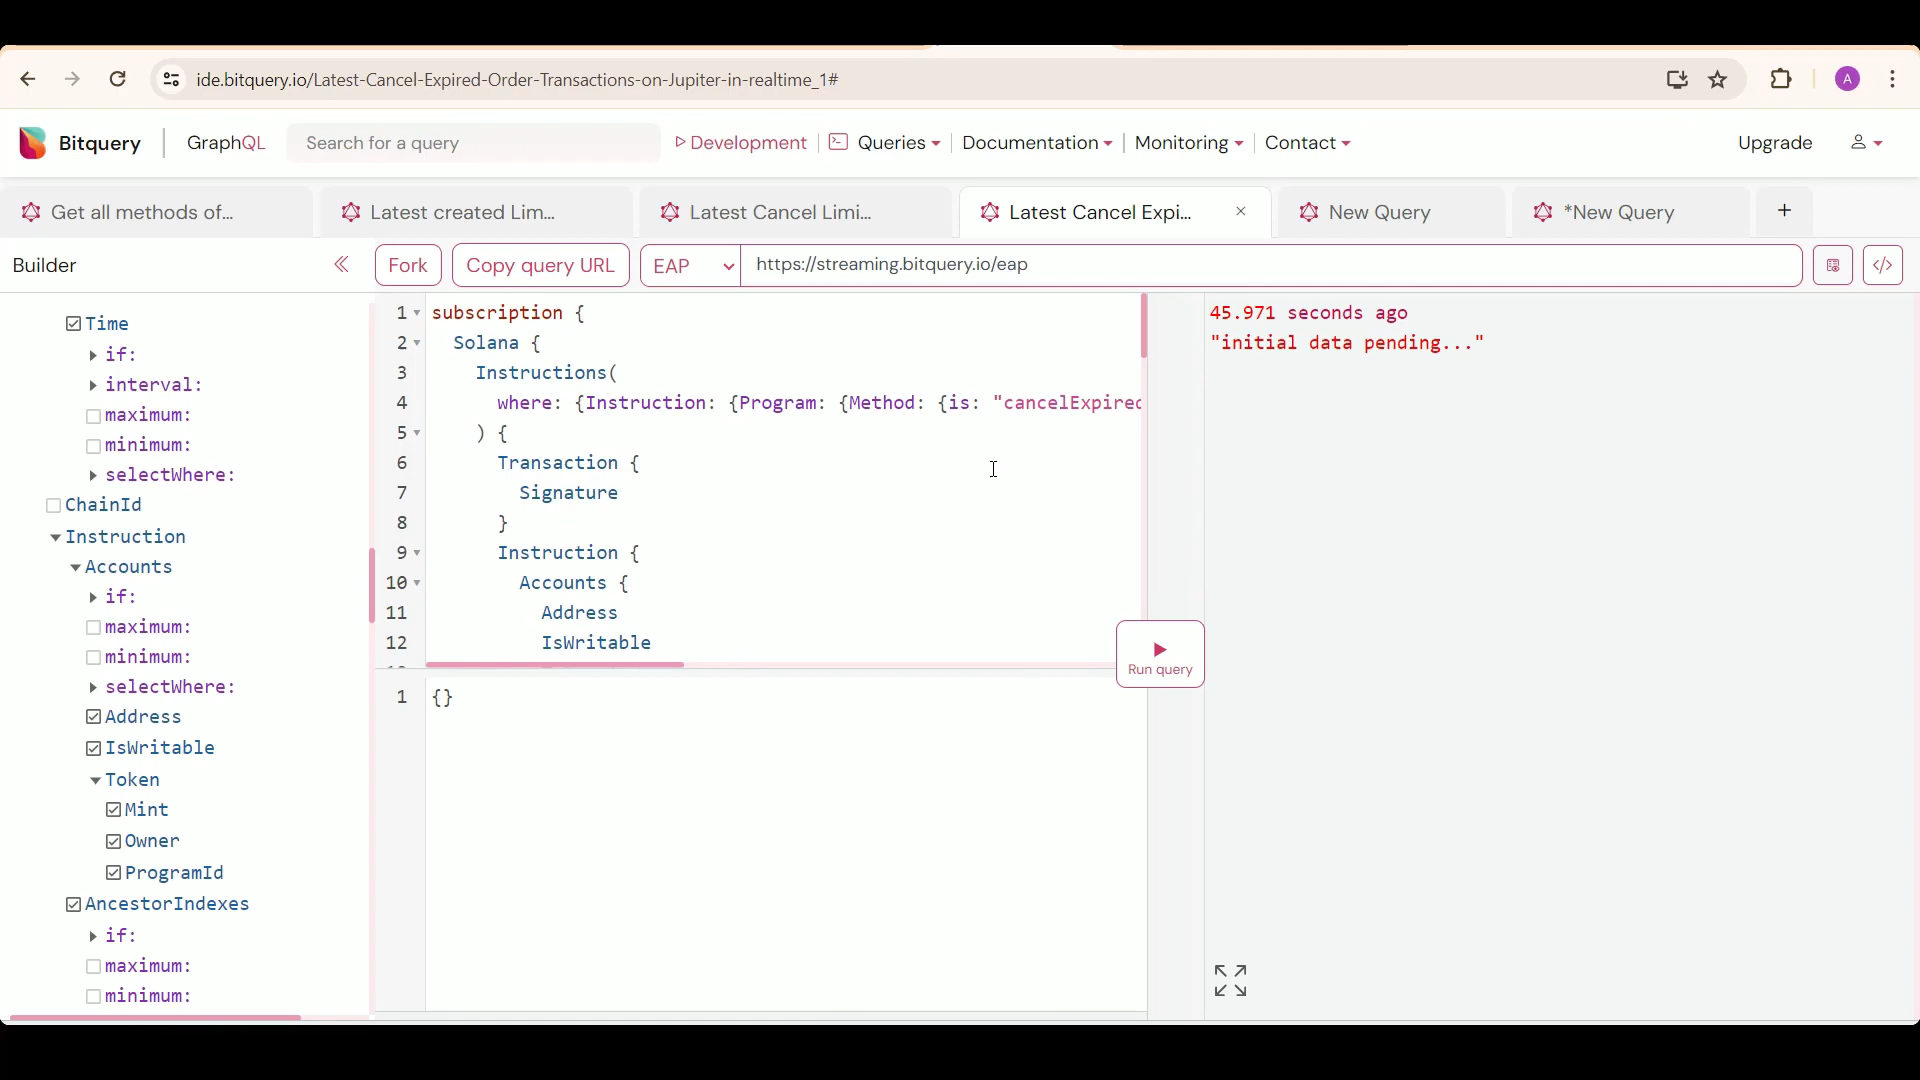 ide.bitquery.io/Latest-Cancel-Expired-Order-Transactions-on-Jupiter-in-realtime_1#
A
Bitquery
GraphQL
Search for a query
Development
Queries
Documentation
Monitoring
Contact
Upgrade
Get all methods of...
Latest created Lim...
Latest Cancel Limi...
Latest Cancel Expi...
New Query
*New Query
Builder
Fork
Copy query URL
EAP
https://streaming.bitquery.io/eap
Time
if:
interval:
maximum:
minimum:
selectWhere:
ChainId
Instruction
Accounts
if:
maximum:
minimum:
selectWhere:
Address
IsWritable
Token
Mint
Owner
ProgramId
AncestorIndexes
if:
maximum:
minimum:
1 subscription {
2 Solana {
3 Instructions(
4 where: {Instruction: {Program: {Method: {is: "cancelExpired
5 ) {
6 Transaction {
7 Signature
8 }
9 Instruction {
10 Accounts {
11 Address
12 IsWritable
1 {}
Run query
45.971 seconds ago
"initial data pending..."